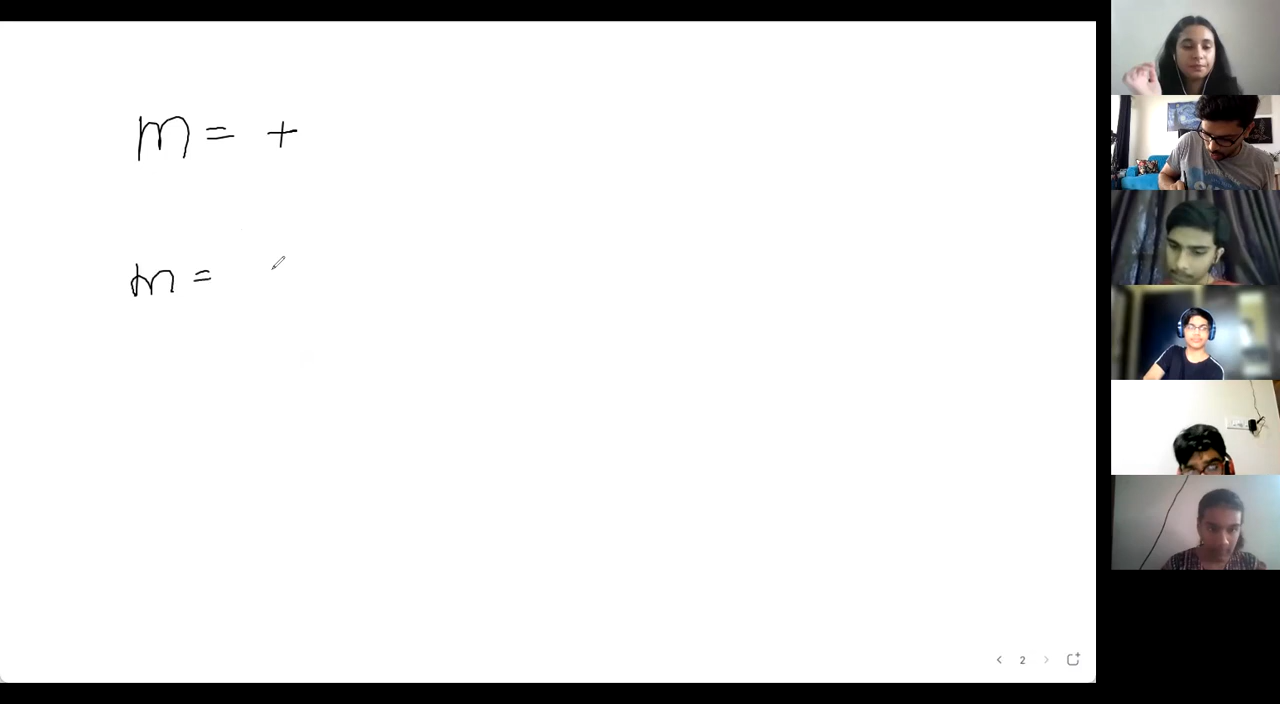 m = +
m =
2